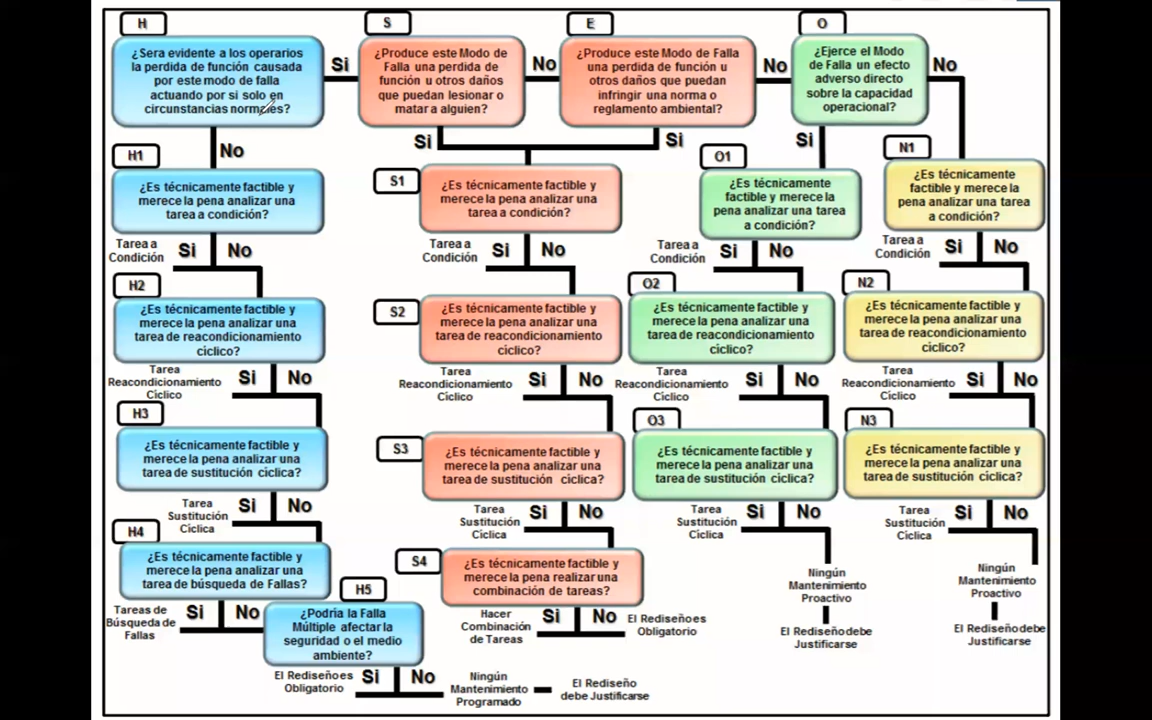 H
¿Sera evidente a los operarios
la perdida de función causada
por este modo de falla
actuando por si solo en
circunstancias normales?
Si
No
S
¿Produce este Modo de
Falla una perdida de
función u otros daños
que puedan lesionar o
matar a alguien?
No
Si
E
¿Produce este Modo de Falla
una perdida de función u
otros daños que puedan
infringir una norma o
reglamento ambiental?
No
Si
O
¿Ejerce el Modo
de Falla un efecto
adverso directo
sobre la capacidad
operacional?
No
Si
H1
¿Es técnicamente factible y
merece la pena analizar una
tarea a condición?
Tarea a
Condición
Si
No
H2
¿Es técnicamente factible y
merece la pena analizar una
tarea de reacondicionamiento
cíclico?
Tarea
Reacondicionamiento
Cíclico
Si
No
H3
¿Es técnicamente factible y
merece la pena analizar una
tarea de sustitución cíclica?
Tarea
Sustitución
Cíclica
Si
No
H4
¿Es técnicamente factible y
merece la pena analizar una
tarea de búsqueda de Fallas?
Tareas de
Búsqueda de
Fallas
Si
No
H5
¿Podría la Falla
Múltiple afectar la
seguridad o el medio
ambiente?
El Rediseño es
Obligatorio
Si
No
Ningún
Mantenimiento
Programado
El Rediseño
debe Justificarse
S1
¿Es técnicamente factible y
merece la pena analizar una
tarea a condición?
Tarea a
Condición
Si
No
S2
¿Es técnicamente factible y
merece la pena analizar una
tarea de reacondicionamiento
cíclico?
Tarea
Reacondicionamiento
Cíclico
Si
No
S3
¿Es técnicamente factible y
merece la pena analizar una
tarea de sustitución cíclica?
Tarea
Sustitución
Cíclica
Si
No
S4
¿Es técnicamente factible y
merece la pena realizar una
combinación de tareas?
Hacer
Combinación
de Tareas
Si
No
El Rediseño es
Obligatorio
O1
¿Es técnicamente
factible y merece la
pena analizar una tarea
a condición?
Tarea a
Condición
Si
No
O2
¿Es técnicamente factible y
merece la pena analizar una
tarea de reacondicionamiento
cíclico?
Tarea
Reacondicionamiento
Cíclico
Si
No
O3
¿Es técnicamente factible y
merece la pena analizar una
tarea de sustitución cíclica?
Tarea
Sustitución
Cíclica
Si
No
Ningún
Mantenimiento
Proactivo
El Rediseño debe
Justificarse
N1
¿Es técnicamente
factible y merece la
pena analizar una tarea
a condición?
Tarea a
Condición
Si
No
N2
¿Es técnicamente factible y
merece la pena analizar una
tarea de reacondicionamiento
cíclico?
Tarea
Reacondicionamiento
Cíclico
Si
No
N3
¿Es técnicamente factible y
merece la pena analizar una
tarea de sustitución cíclica?
Tarea
Sustitución
Cíclica
Si
No
Ningún
Mantenimiento
Proactivo
El Rediseño debe
Justificarse